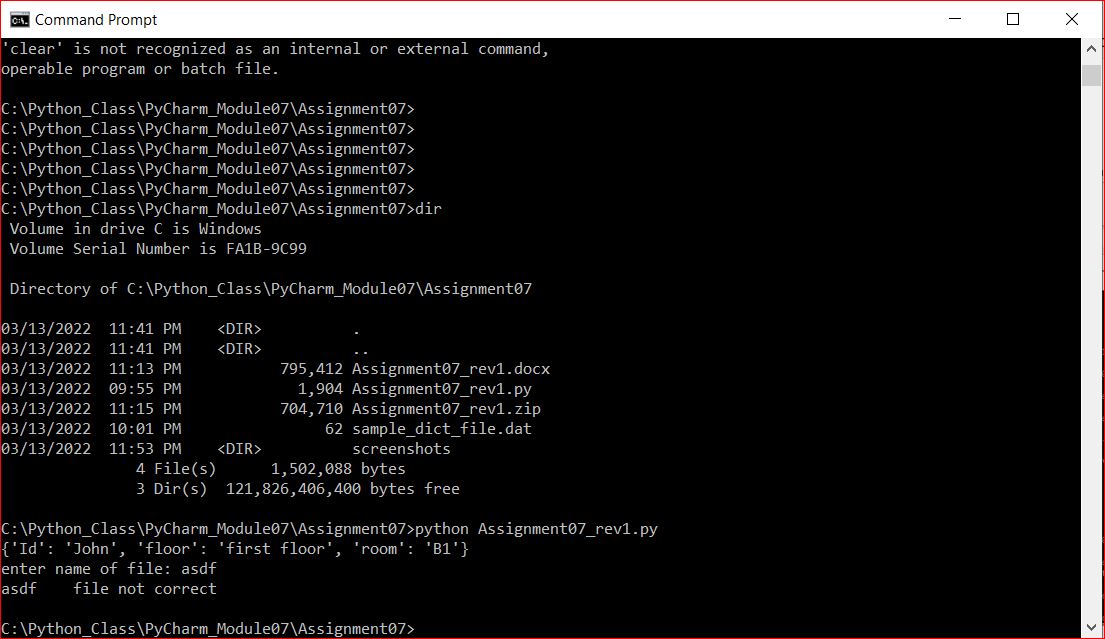 Command Prompt
'clear' is not recognized as an internal or external command,
operable program or batch file.
C:\Python_Class\PyCharm_Module07\Assignment07>
C:\Python_Class\PyCharm_Module07\Assignment07>
C:\Python_Class\PyCharm_Module07\Assignment07>
C:\Python_Class\PyCharm_Module07\Assignment07>
C:\Python_Class\PyCharm_Module07\Assignment07>
C:\Python_Class\PyCharm_Module07\Assignment07>dir
 Volume in drive C is Windows
 Volume Serial Number is FA1B-9C99
 Directory of C:\Python_Class\PyCharm_Module07\Assignment07
03/13/2022  11:41 PM    <DIR>          .
03/13/2022  11:41 PM    <DIR>          ..
03/13/2022  11:13 PM           795,412 Assignment07_rev1.docx
03/13/2022  09:55 PM             1,904 Assignment07_rev1.py
03/13/2022  11:15 PM           704,710 Assignment07_rev1.zip
03/13/2022  10:01 PM                62 sample_dict_file.dat
03/13/2022  11:53 PM    <DIR>          screenshots
               4 File(s)      1,502,088 bytes
               3 Dir(s)  121,826,406,400 bytes free
C:\Python_Class\PyCharm_Module07\Assignment07>python Assignment07_rev1.py
{'Id': 'John', 'floor': 'first floor', 'room': 'B1'}
enter name of file: asdf
asdf    file not correct
C:\Python_Class\PyCharm_Module07\Assignment07>